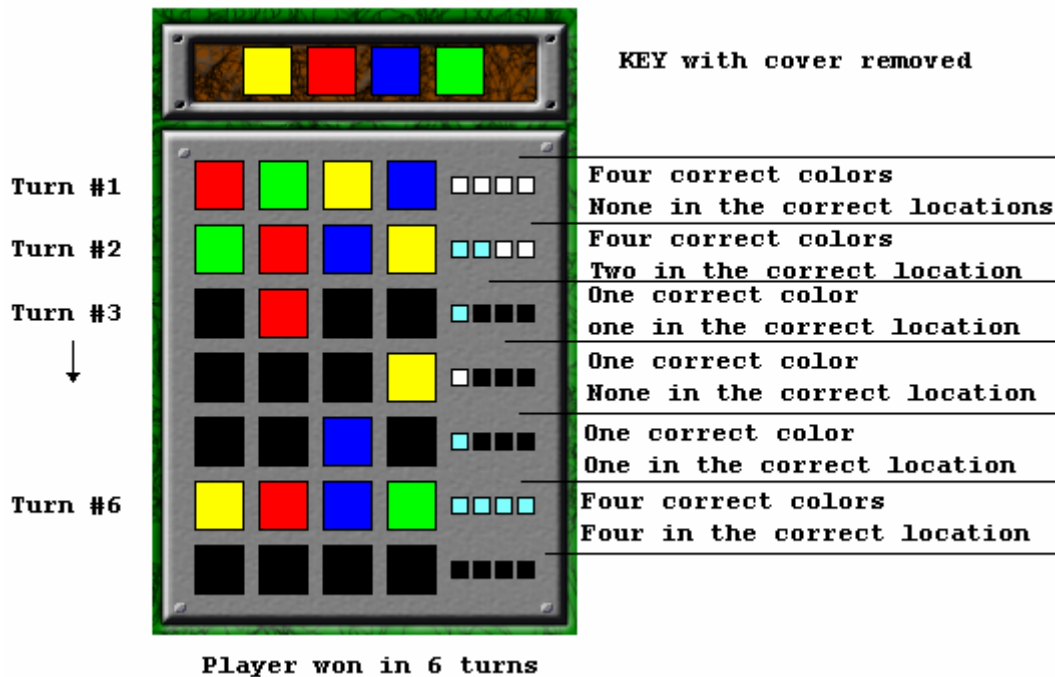 KEY with cover removed
Turn #1
Four correct colors
None in the correct locations
Turn #2
Four correct colors
Two in the correct location
Turn #3
One correct color
one in the correct location
One correct color
None in the correct location
One correct color
One in the correct location
Turn #6
Four correct colors
Four in the correct location
Player won in 6 turns